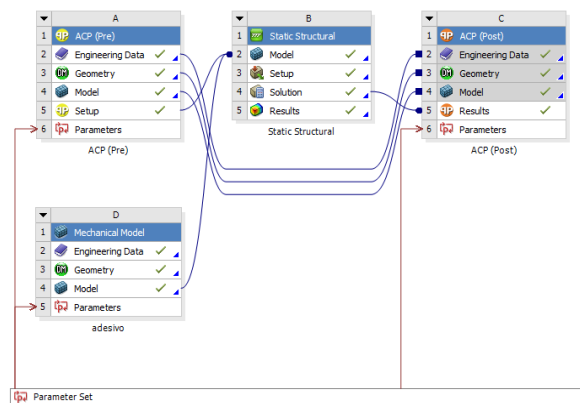 A
1 ACP (Pre)
2 Engineering Data
3 Geometry
4 Model
5 Setup
6 Parameters
ACP (Pre)
B
1 Static Structural
2 Model
3 Setup
4 Solution
5 Results
Static Structural
C
1 ACP (Post)
2 Engineering Data
3 Geometry
4 Model
5 Results
6 Parameters
ACP (Post)
D
1 Mechanical Model
2 Engineering Data
3 Geometry
4 Model
5 Parameters
adesivo
Parameter Set